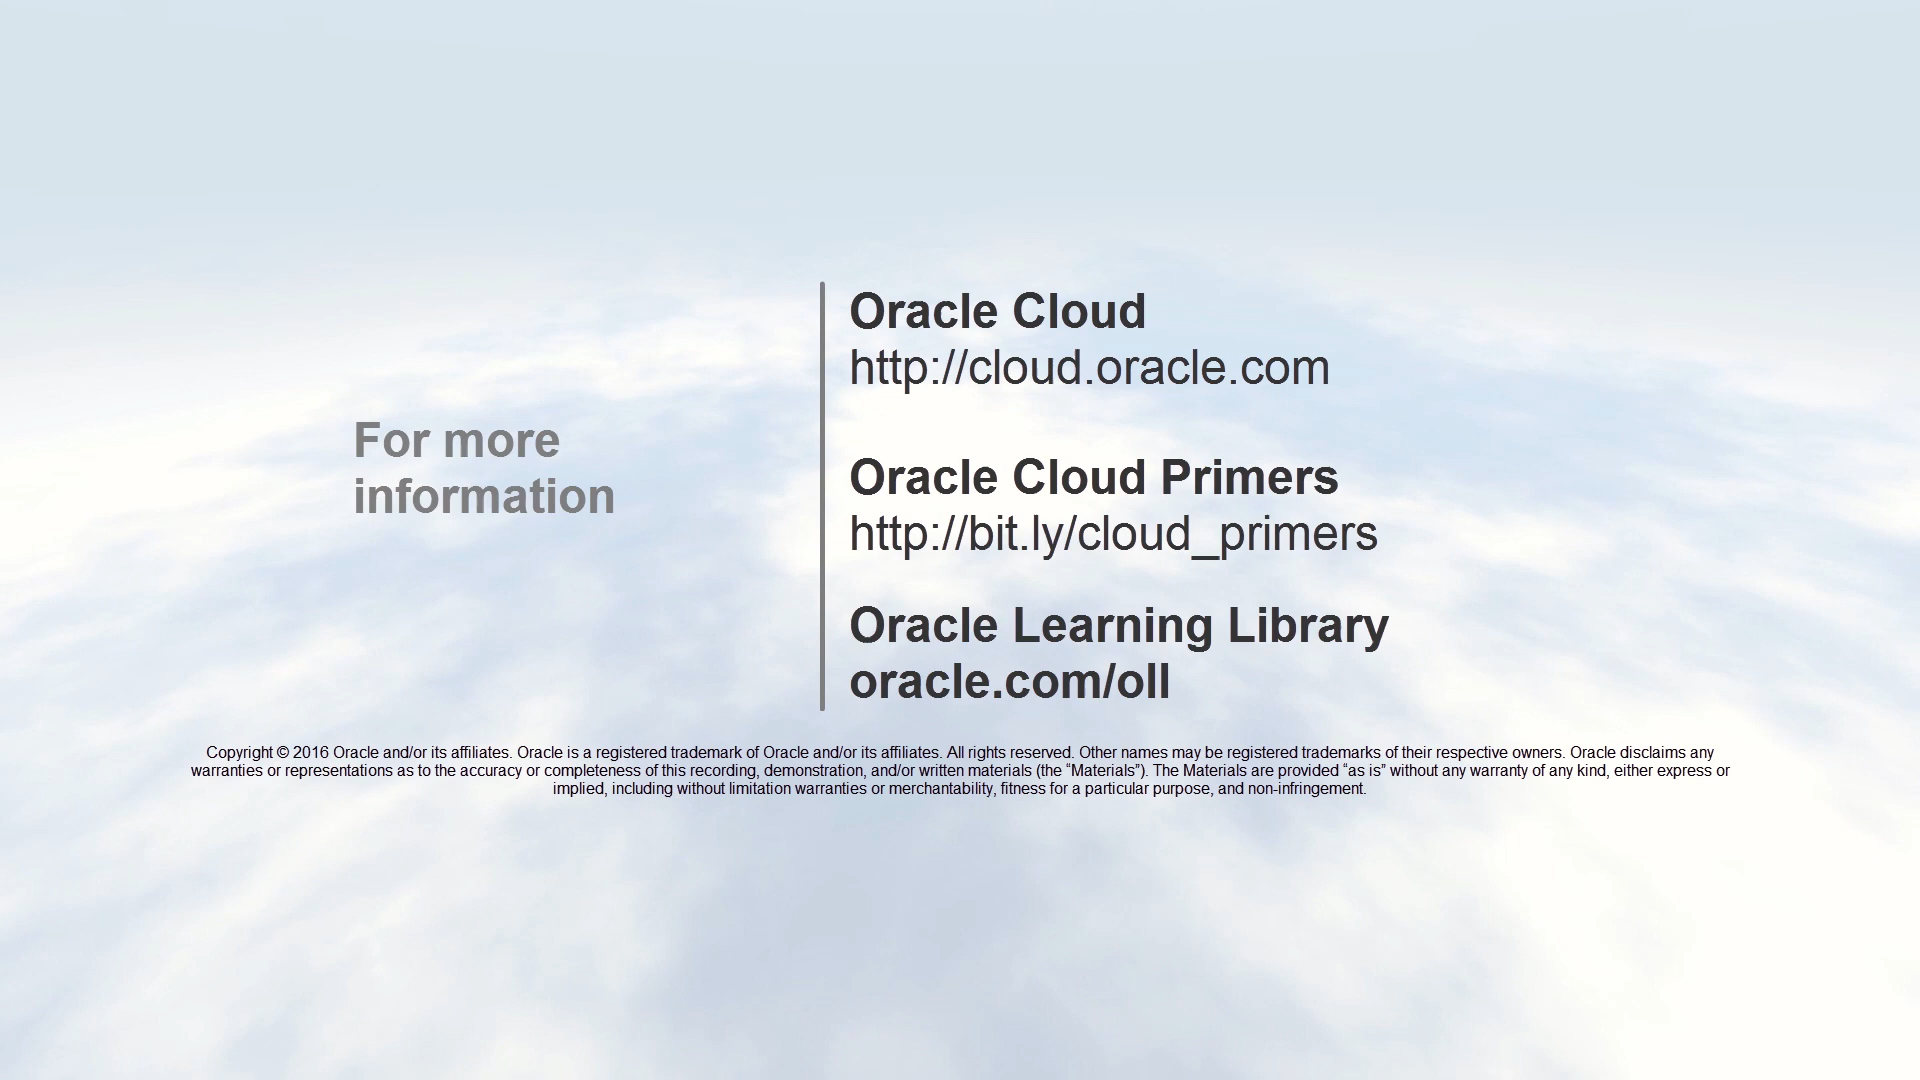 For more
information
Oracle Cloud
http://cloud.oracle.com
Oracle Cloud Primers
http://bit.ly/cloud_primers
Oracle Learning Library
oracle.com/oll
Copyright © 2016 Oracle and/or its affiliates. Oracle is a registered trademark of Oracle and/or its affiliates. All rights reserved. Other names may be registered trademarks of their respective owners. Oracle disclaims any
warranties or representations as to the accuracy or completeness of this recording, demonstration, and/or written materials (the “Materials”). The Materials are provided “as is” without any warranty of any kind, either express or
implied, including without limitation warranties or merchantability, fitness for a particular purpose, and non-infringement.